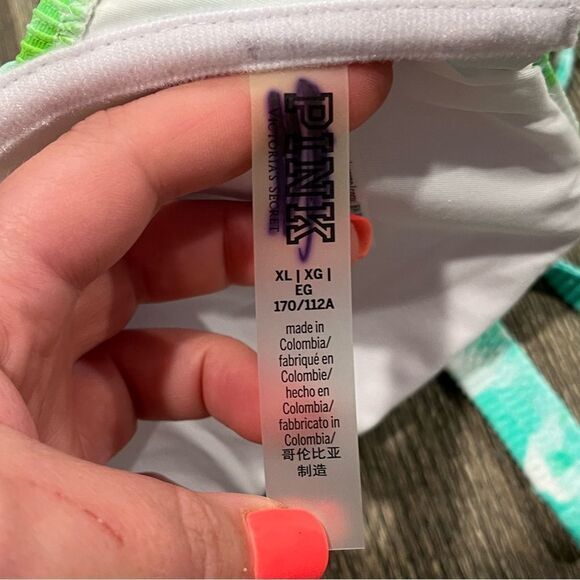 PINK
VICTORIA'S SECRET
XL | XG |
EG
170/112A
made in
Colombia/
fabriqué en
Colombie/
hecho en
Colombia/
fabbricato in
Colombia/
哥伦比亚
制造